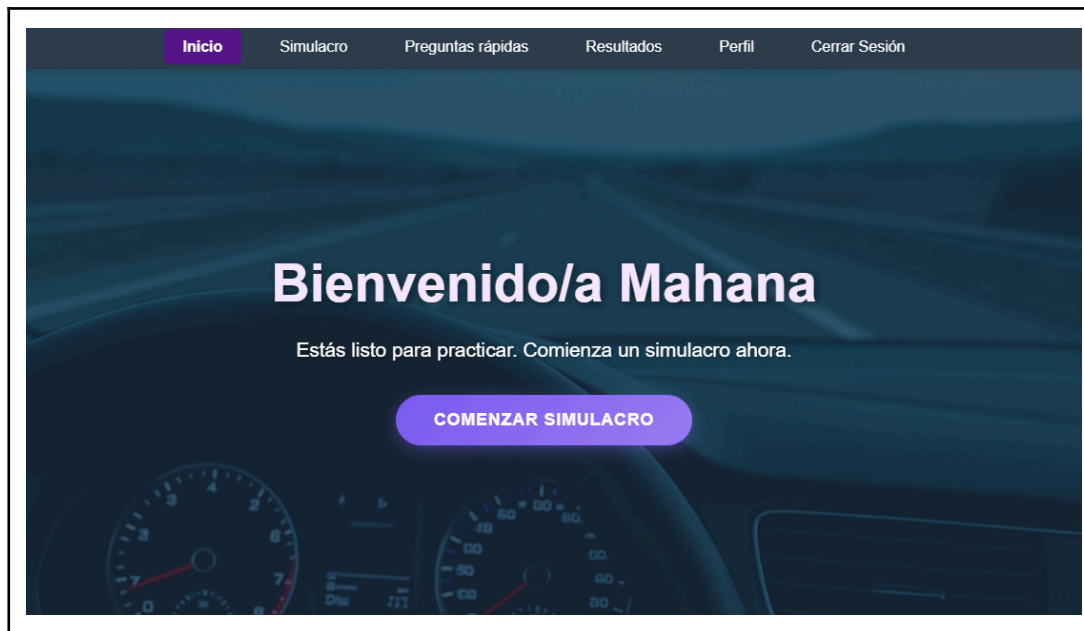 Inicio Simulacro Preguntas rápidas Resultados Perfil Cerrar Sesión
Bienvenido/a Mahana
Estás listo para practicar. Comienza un simulacro ahora.
COMENZAR SIMULACRO